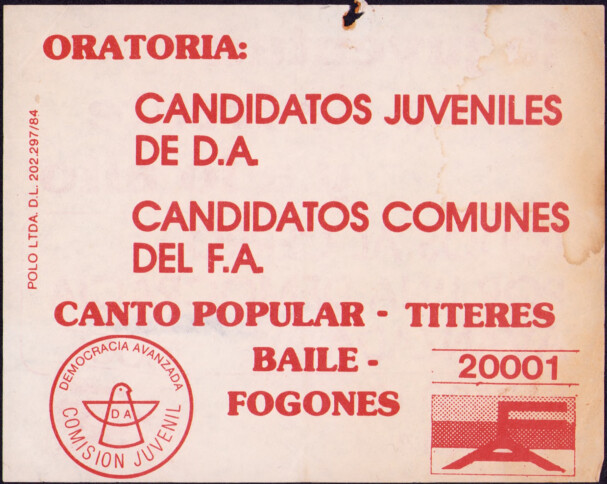 ORATORIA:
CANDIDATOS JUVENILES
DE D.A.
CANDIDATOS COMUNES
DEL F.A.
CANTO POPULAR - TITERES
BAILE -
FOGONES
POLO LTDA. D.L. 202.297/84
DEMOCRACIA AVANZADA
D A
COMISION JUVENIL
20001
FA